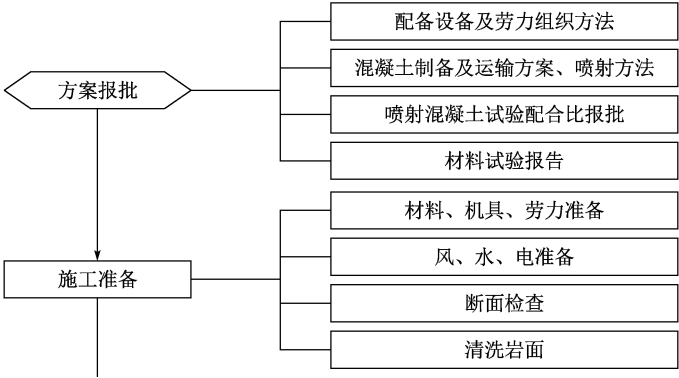 方案报批
配备设备及劳力组织方法
混凝土制备及运输方案、喷射方法
喷射混凝土试验配合比报批
材料试验报告
施工准备
材料、机具、劳力准备
风、水、电准备
断面检查
清洗岩面